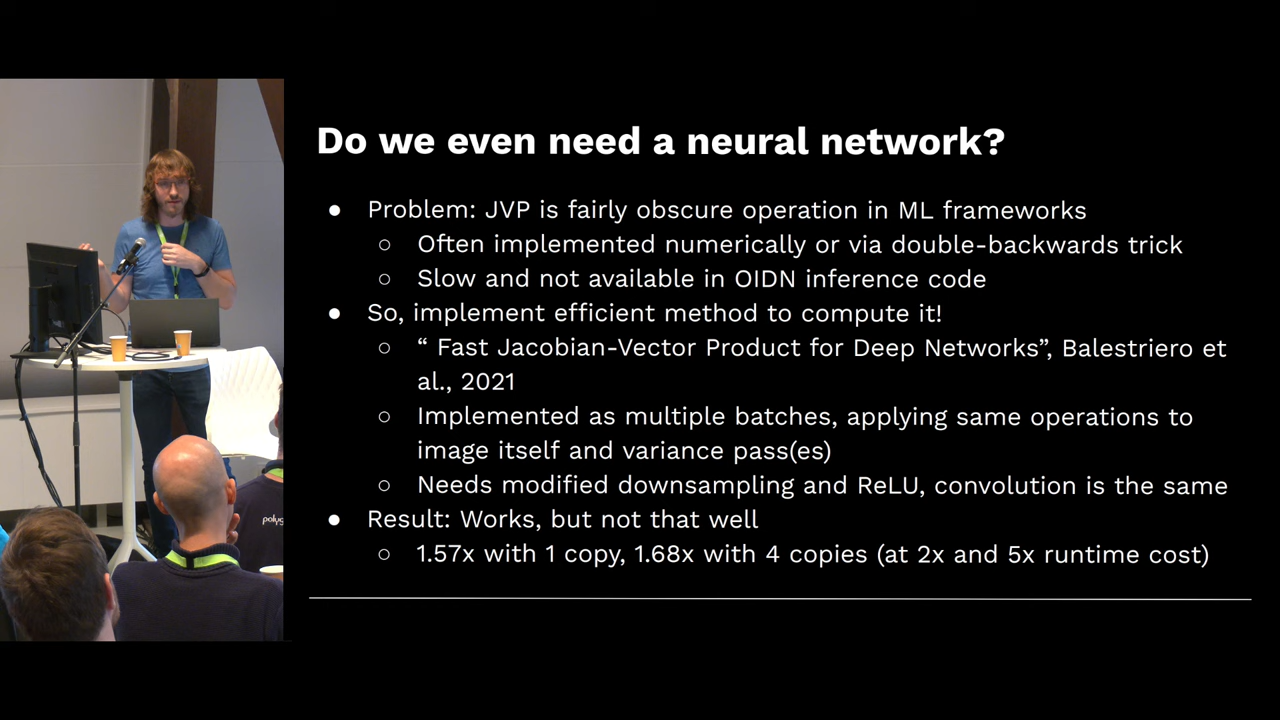 Do we even need a neural network?
● Problem: JVP is fairly obscure operation in ML frameworks
○ Often implemented numerically or via double-backwards trick
○ Slow and not available in OIDN inference code
● So, implement efficient method to compute it!
○ “ Fast Jacobian-Vector Product for Deep Networks”, Balestriero et
al., 2021
○ Implemented as multiple batches, applying same operations to
image itself and variance pass(es)
○ Needs modified downsampling and ReLU, convolution is the same
● Result: Works, but not that well
○ 1.57x with 1 copy, 1.68x with 4 copies (at 2x and 5x runtime cost)